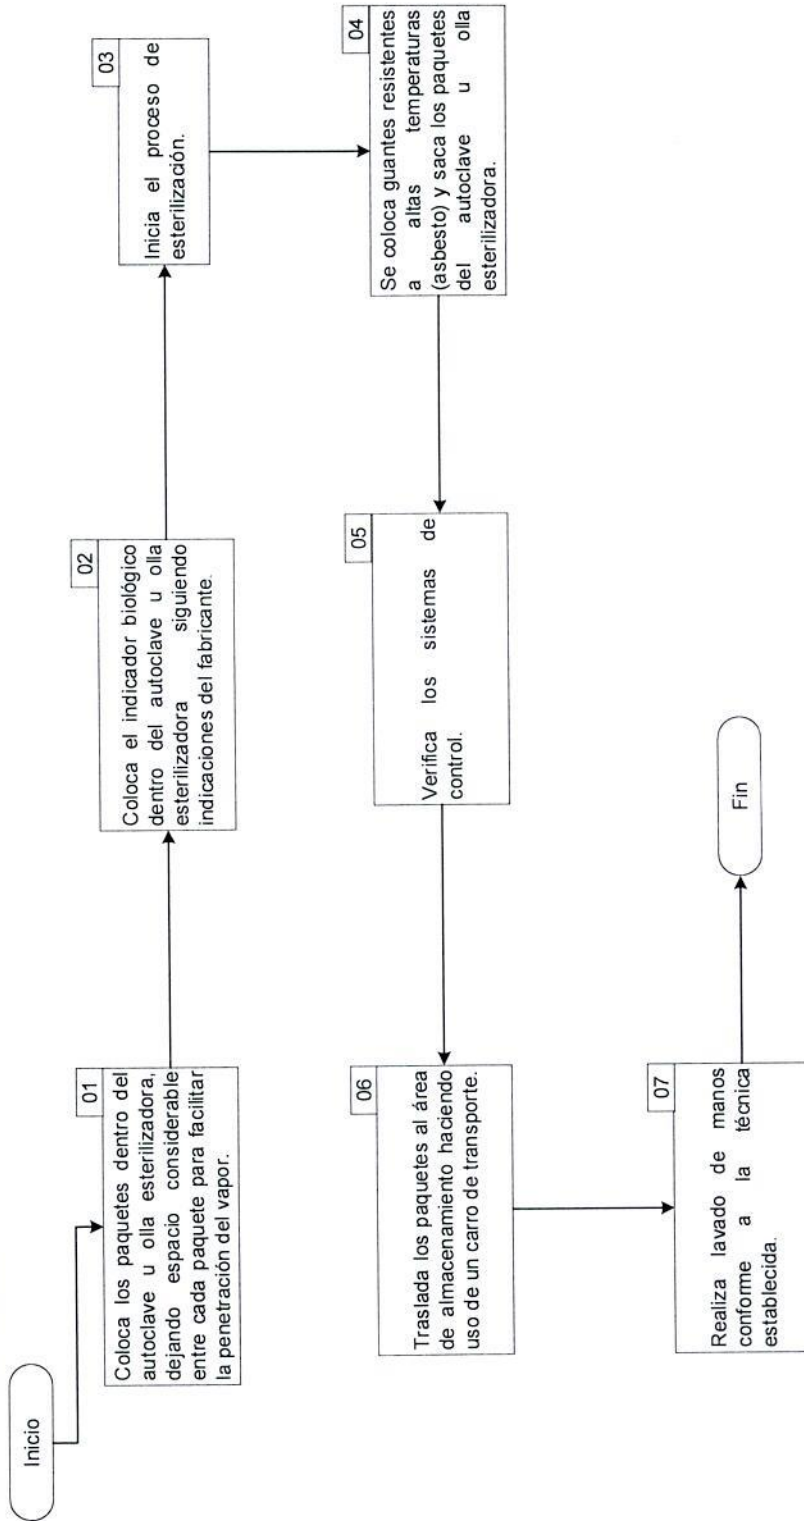 Inicio
01
Coloca los paquetes dentro del
autoclave u olla esterilizadora,
dejando espacio considerable
entre cada paquete para facilitar
la penetración del vapor.
02
Coloca el indicador biológico
dentro del autoclave u olla
esterilizadora siguiendo
indicaciones del fabricante.
03
Inicia el proceso de
esterilización.
04
Se coloca guantes resistentes
a altas temperaturas
(asbesto) y saca los paquetes
del autoclave u olla
esterilizadora.
05
Verifica los sistemas de
control.
06
Traslada los paquetes al área
de almacenamiento haciendo
uso de un carro de transporte.
07
Realiza lavado de manos
conforme a la técnica
establecida.
Fin